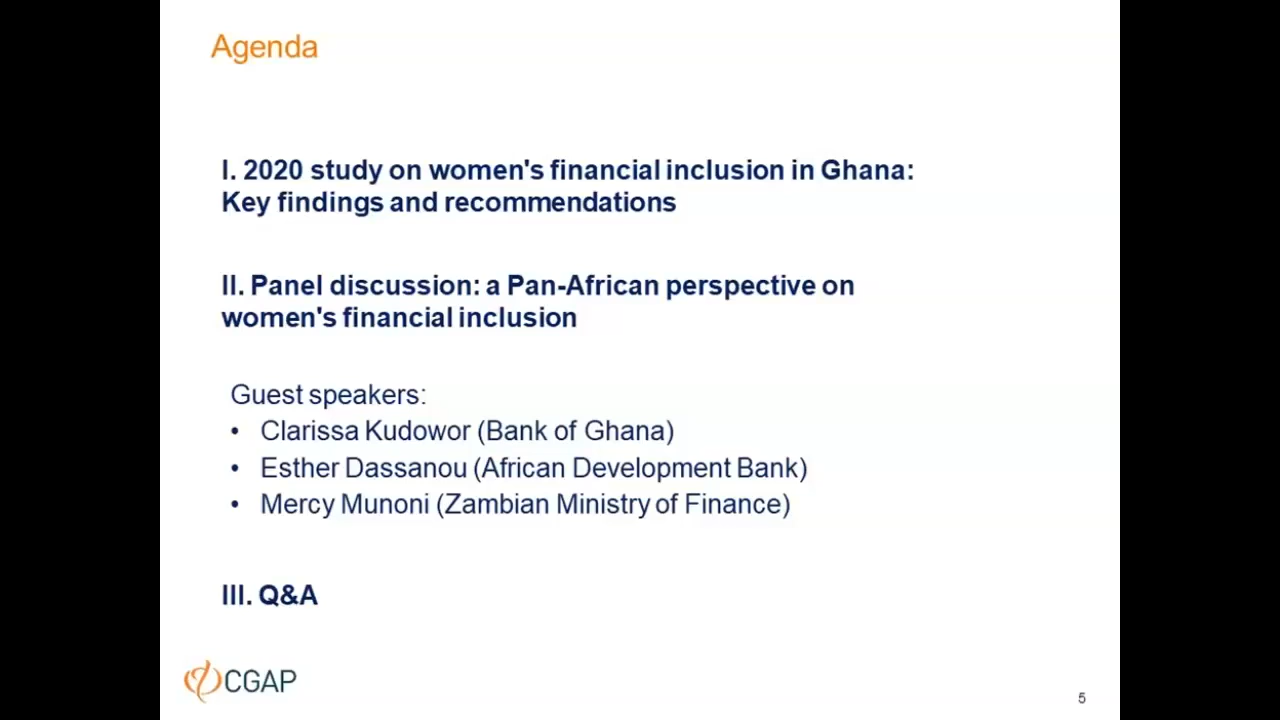 Agenda
I. 2020 study on women's financial inclusion in Ghana:
Key findings and recommendations
II. Panel discussion: a Pan-African perspective on
women's financial inclusion
Guest speakers:
• Clarissa Kudowor (Bank of Ghana)
• Esther Dassanou (African Development Bank)
• Mercy Munoni (Zambian Ministry of Finance)
III. Q&A
CGAP
5